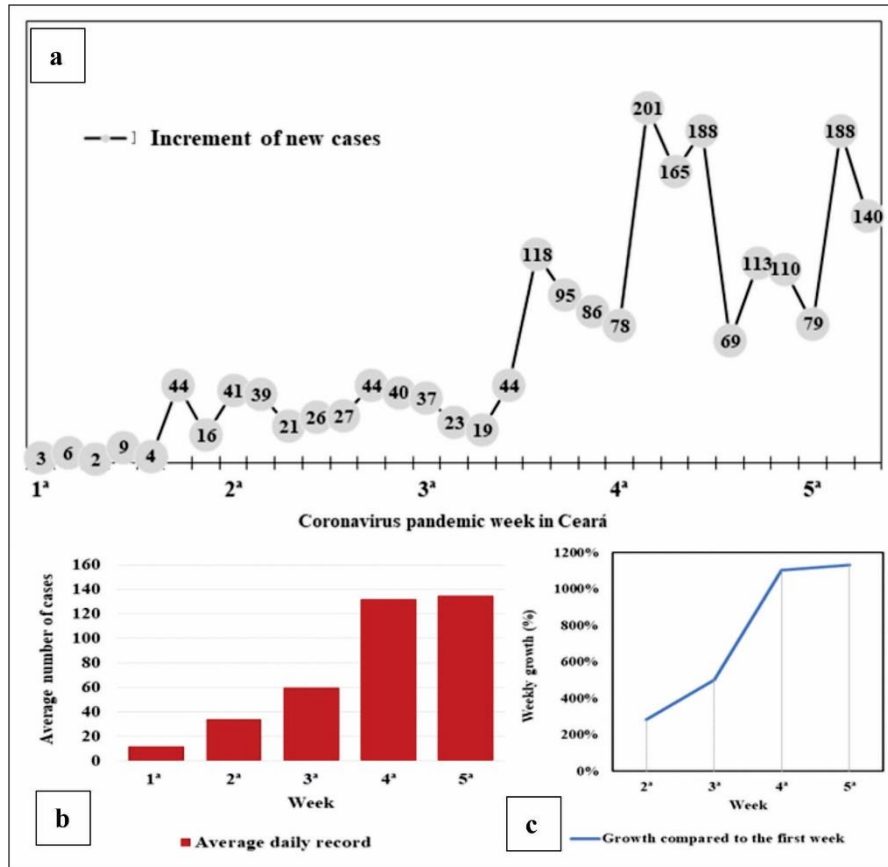 a
Increment of new cases
3
6
2
9
4
44
16
41
39
21
26
27
44
40
37
23
19
44
118
95
86
78
201
165
188
69
113
110
79
188
140
1ª
2ª
3ª
4ª
5ª
Coronavirus pandemic week in Ceará
Average number of cases
160
140
120
100
80
60
40
20
0
1ª
2ª
3ª
4ª
5ª
Week
b
Average daily record
Weekly growth (%)
1200%
1000%
800%
600%
400%
200%
0%
2ª
3ª
4ª
5ª
Week
c
Growth compared to the first week